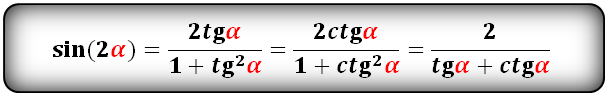 sin(2α) = 2tgα / 1 + tg²α = 2ctgα / 1 + ctg²α = 2 / tgα + ctgα